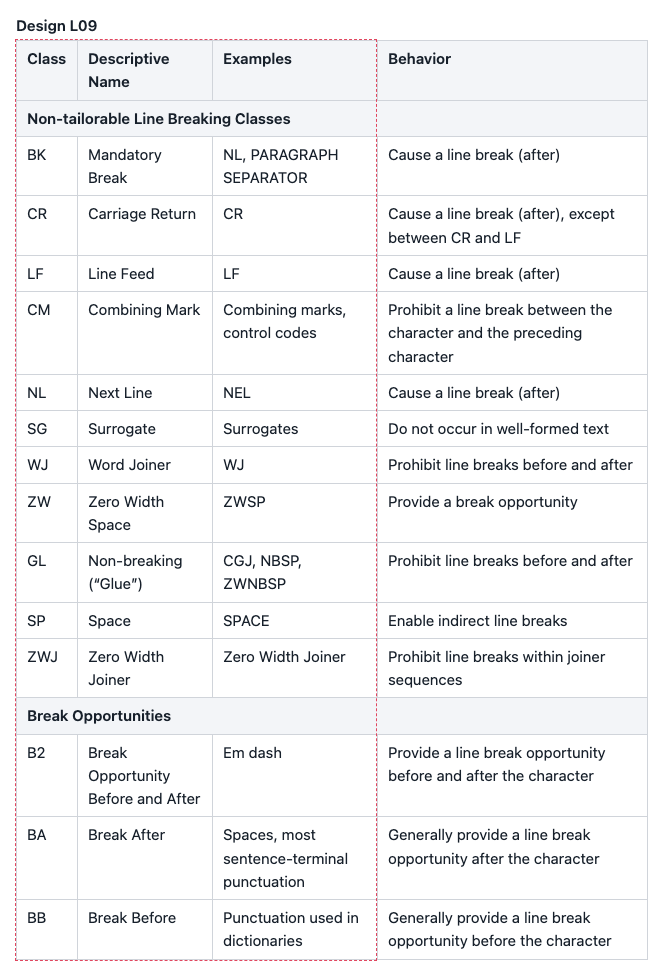 Design L09
Class Descriptive Name Examples Behavior
Non-tailorable Line Breaking Classes
BK Mandatory Break NL, PARAGRAPH SEPARATOR Cause a line break (after)
CR Carriage Return CR Cause a line break (after), except between CR and LF
LF Line Feed LF Cause a line break (after)
CM Combining Mark Combining marks, control codes Prohibit a line break between the character and the preceding character
NL Next Line NEL Cause a line break (after)
SG Surrogate Surrogates Do not occur in well-formed text
WJ Word Joiner WJ Prohibit line breaks before and after
ZW Zero Width Space ZWSP Provide a break opportunity
GL Non-breaking (“Glue”) CGJ, NBSP, ZWNBSP Prohibit line breaks before and after
SP Space SPACE Enable indirect line breaks
ZWJ Zero Width Joiner Zero Width Joiner Prohibit line breaks within joiner sequences
Break Opportunities
B2 Break Opportunity Before and After Em dash Provide a line break opportunity before and after the character
BA Break After Spaces, most sentence-terminal punctuation Generally provide a line break opportunity after the character
BB Break Before Punctuation used in dictionaries Generally provide a line break opportunity before the character